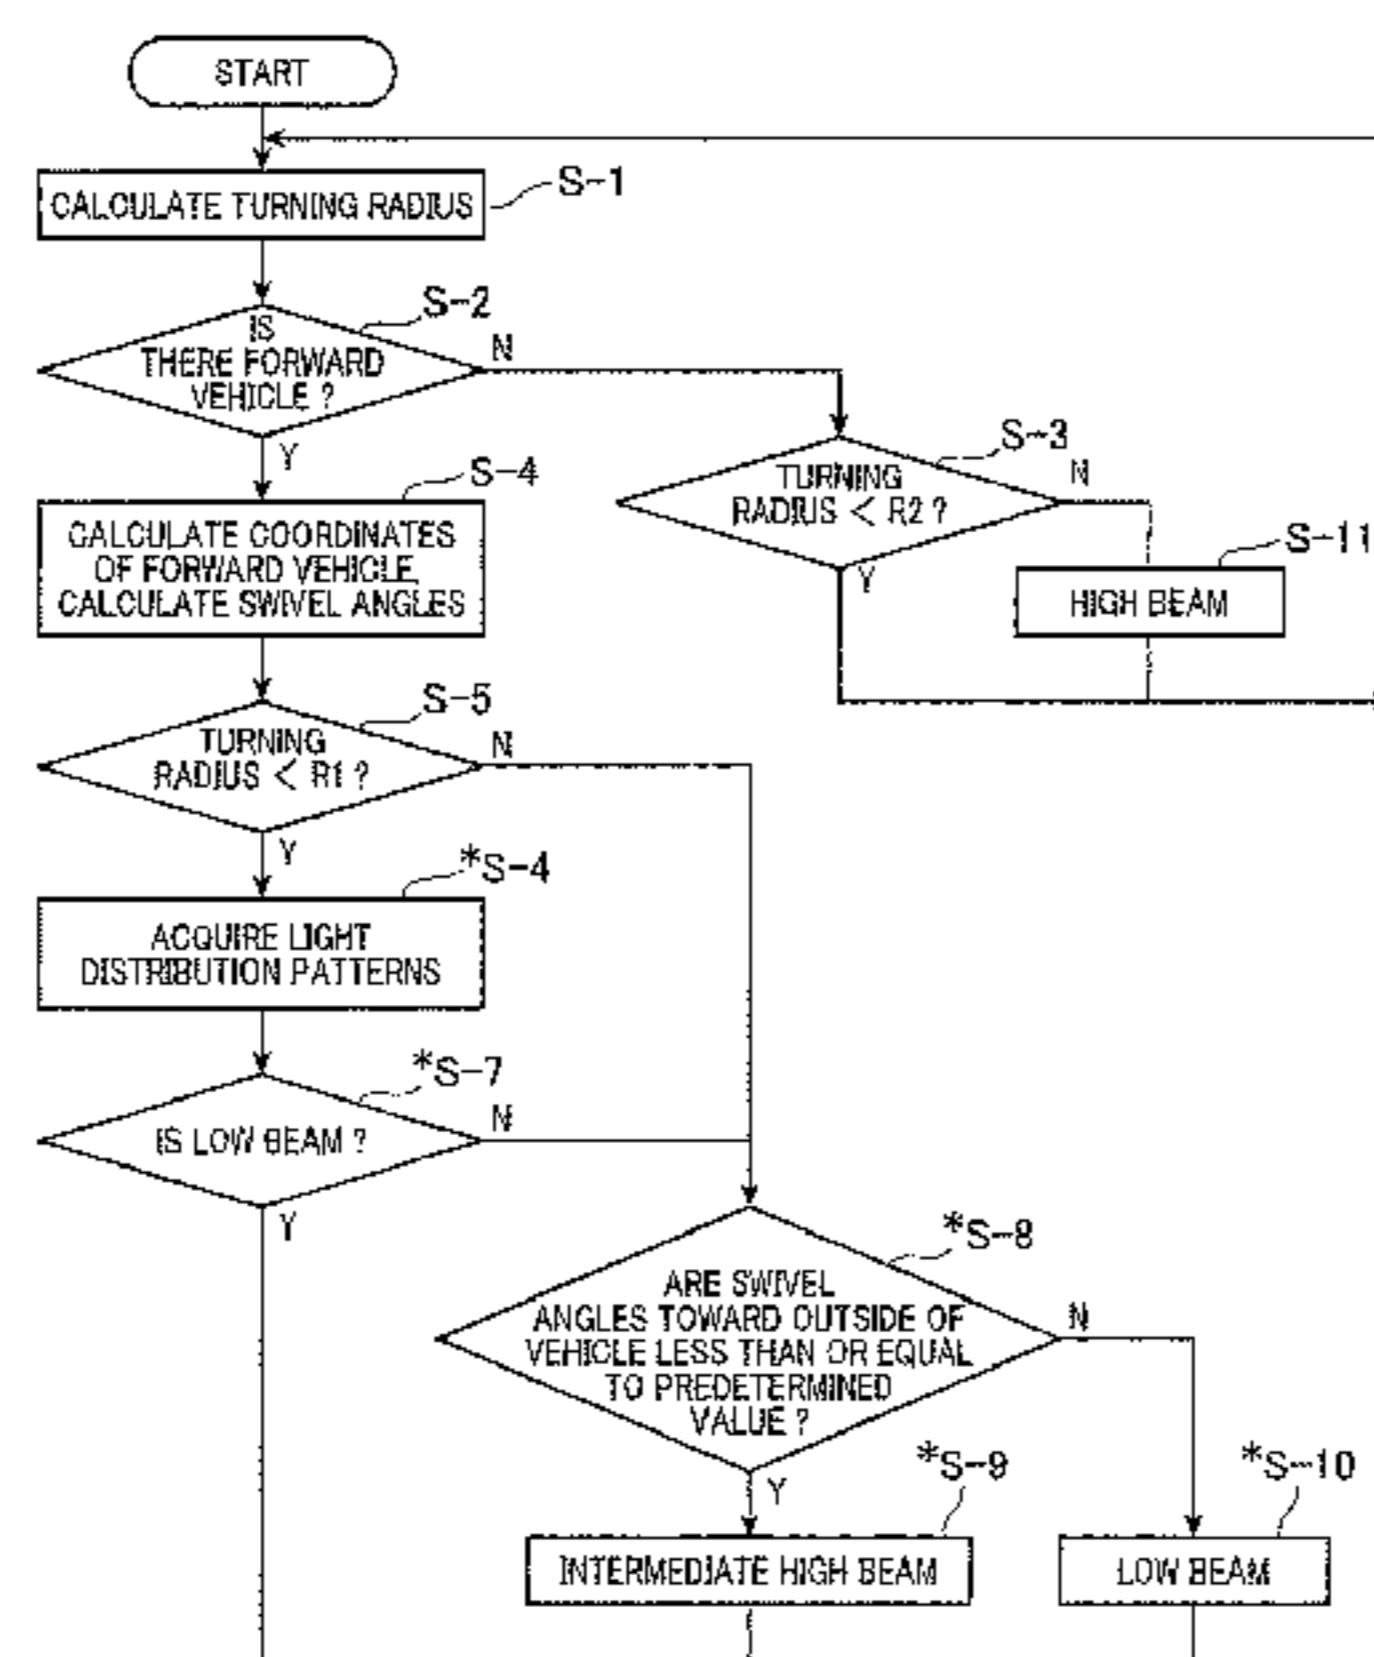 START
CALCULATE TURNING RADIUS
S-1
S-2
IS
THERE FORWARD
VEHICLE ?
N
Y
S-3
TURNING
RADIUS < R2 ?
N
Y
S-11
HIGH BEAM
S-4
CALCULATE COORDINATES
OF FORWARD VEHICLE,
CALCULATE SWIVEL ANGLES
S-5
TURNING
RADIUS < R1 ?
N
Y
*S-4
ACQUIRE LIGHT
DISTRIBUTION PATTERNS
*S-7
IS LOW BEAM ?
N
Y
*S-8
ARE SWIVEL
ANGLES TOWARD OUTSIDE OF
VEHICLE LESS THAN OR EQUAL
TO PREDETERMINED
VALUE ?
N
Y
*S-9
INTERMEDIATE HIGH BEAM
*S-10
LOW BEAM